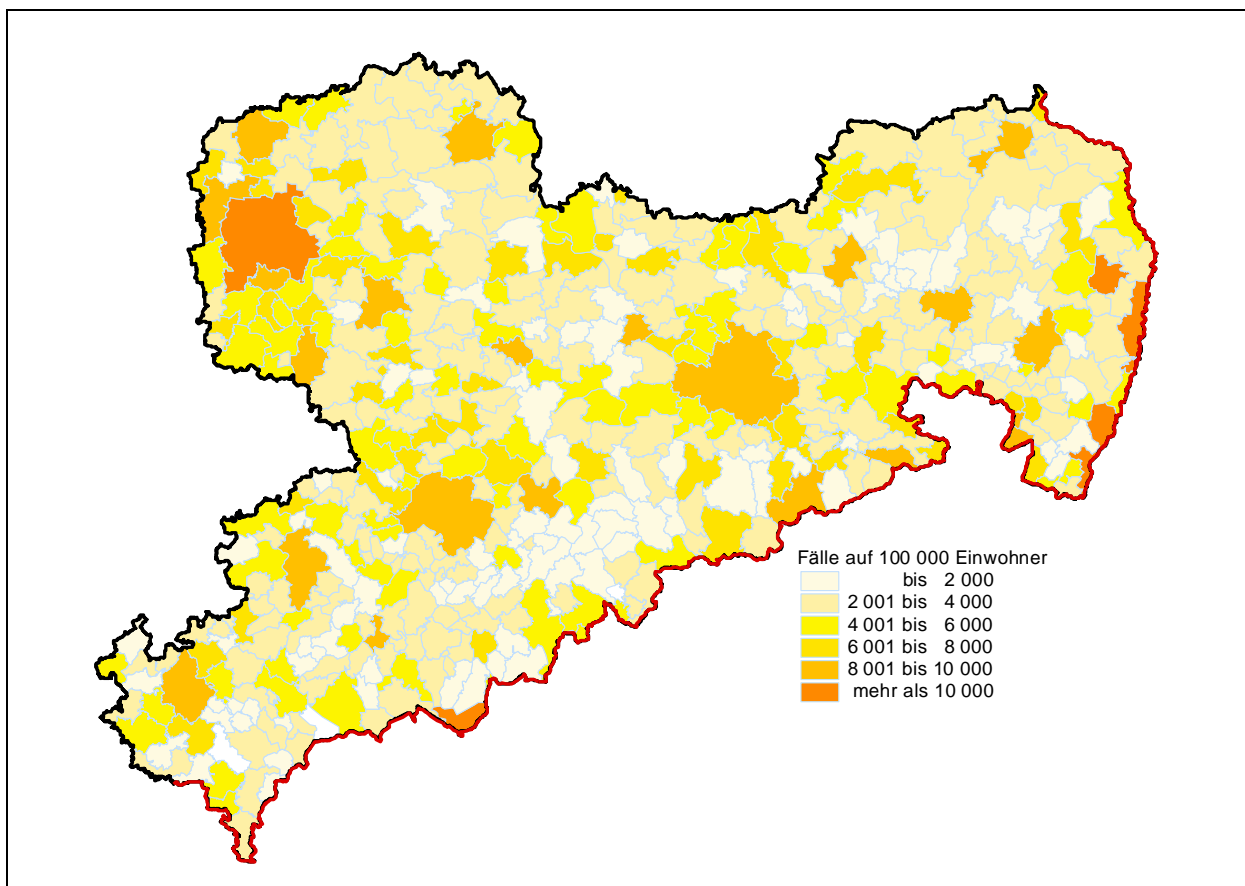 Fälle auf 100 000 Einwohner
bis 2 000
2 001 bis 4 000
4 001 bis 6 000
6 001 bis 8 000
8 001 bis 10 000
mehr als 10 000